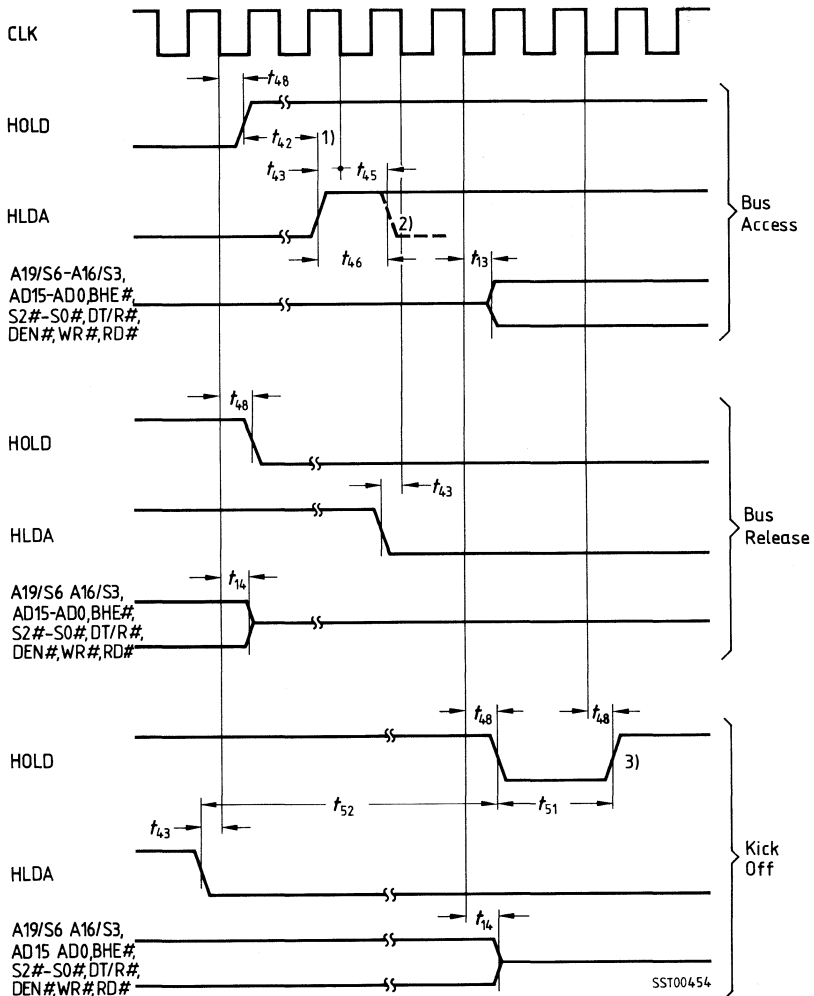 CLK
t48
HOLD
t42 1)
t43 t45
HLDA
2)
t46
Bus
Access
t13
A19/S6-A16/S3,
AD15-AD0,BHE#,
S2#-S0#,DT/R#,
DEN#,WR#,RD#
t48
HOLD
t43
HLDA
Bus
Release
t14
A19/S6 A16/S3,
AD15-AD0,BHE#,
S2#-S0#,DT/R#,
DEN#,WR#,RD#
t48 t48
HOLD
3)
t52 t51
t43
HLDA
Kick
Off
t14
A19/S6 A16/S3,
AD15 AD0,BHE#,
S2#-S0#,DT/R#,
DEN#,WR#,RD#
SST00454